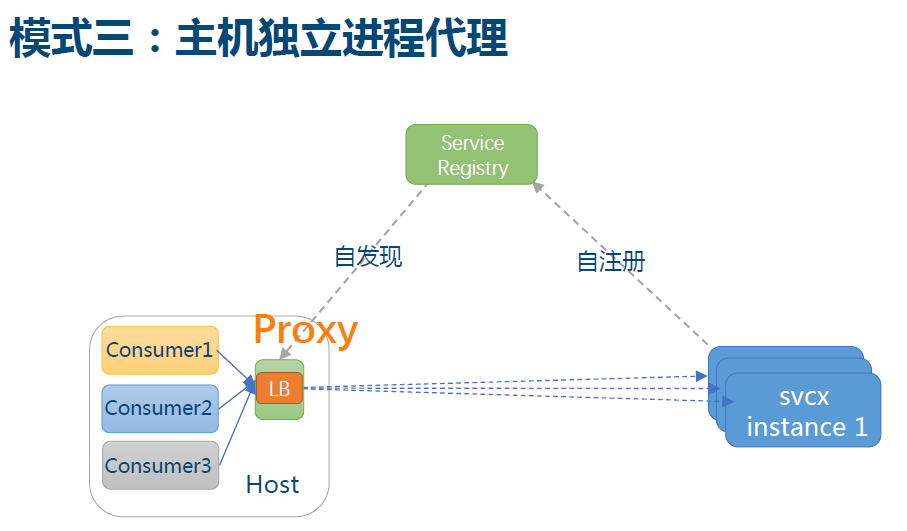 模式三：主机独立进程代理
Service
Registry
自发现
自注册
Proxy
Consumer1
LB
Consumer2
Consumer3
Host
svcx
instance 1